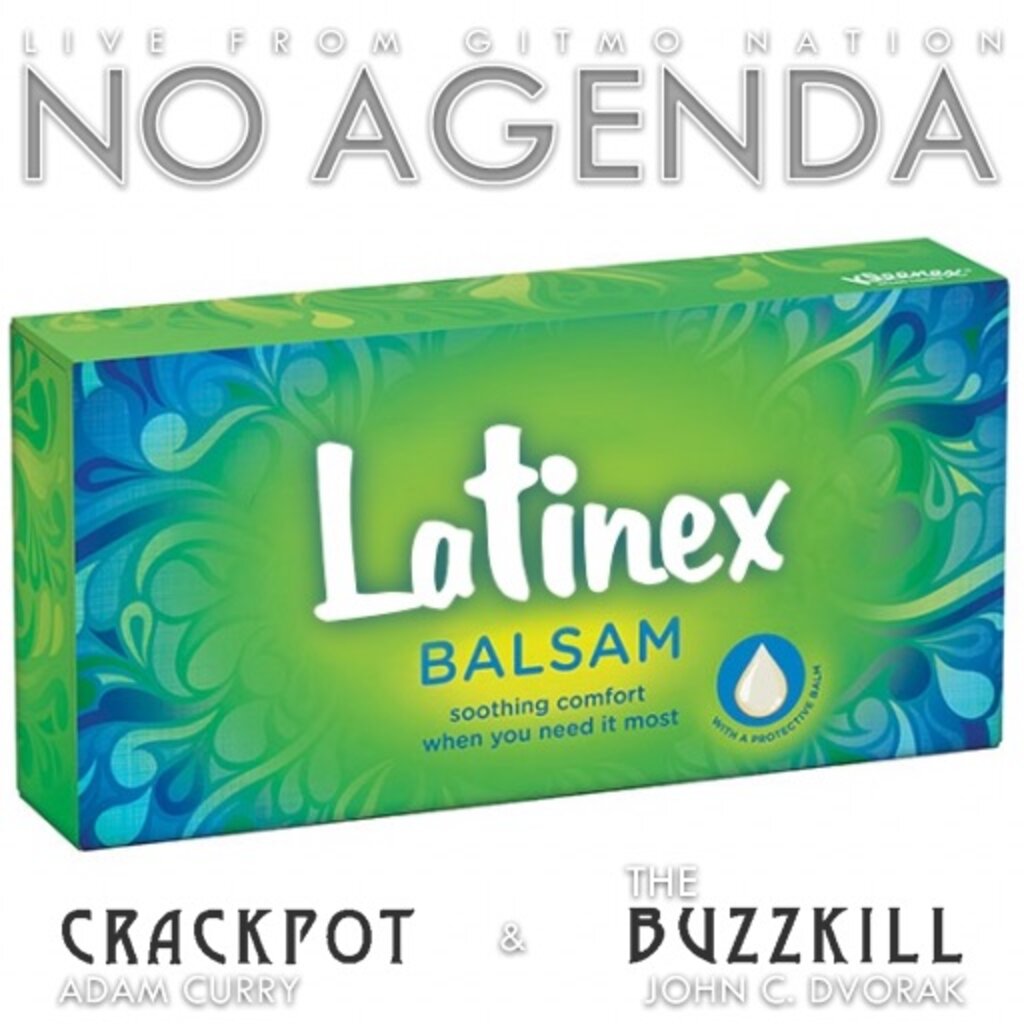 LIVE FROM GITMO NATION
NO AGENDA
Kleenex
Latinex
BALSAM
soothing comfort
when you need it most
WITH A PROTECTIVE BALM
CRACKPOT & THE BUZZKILL
ADAM CURRY JOHN C. DVORAK